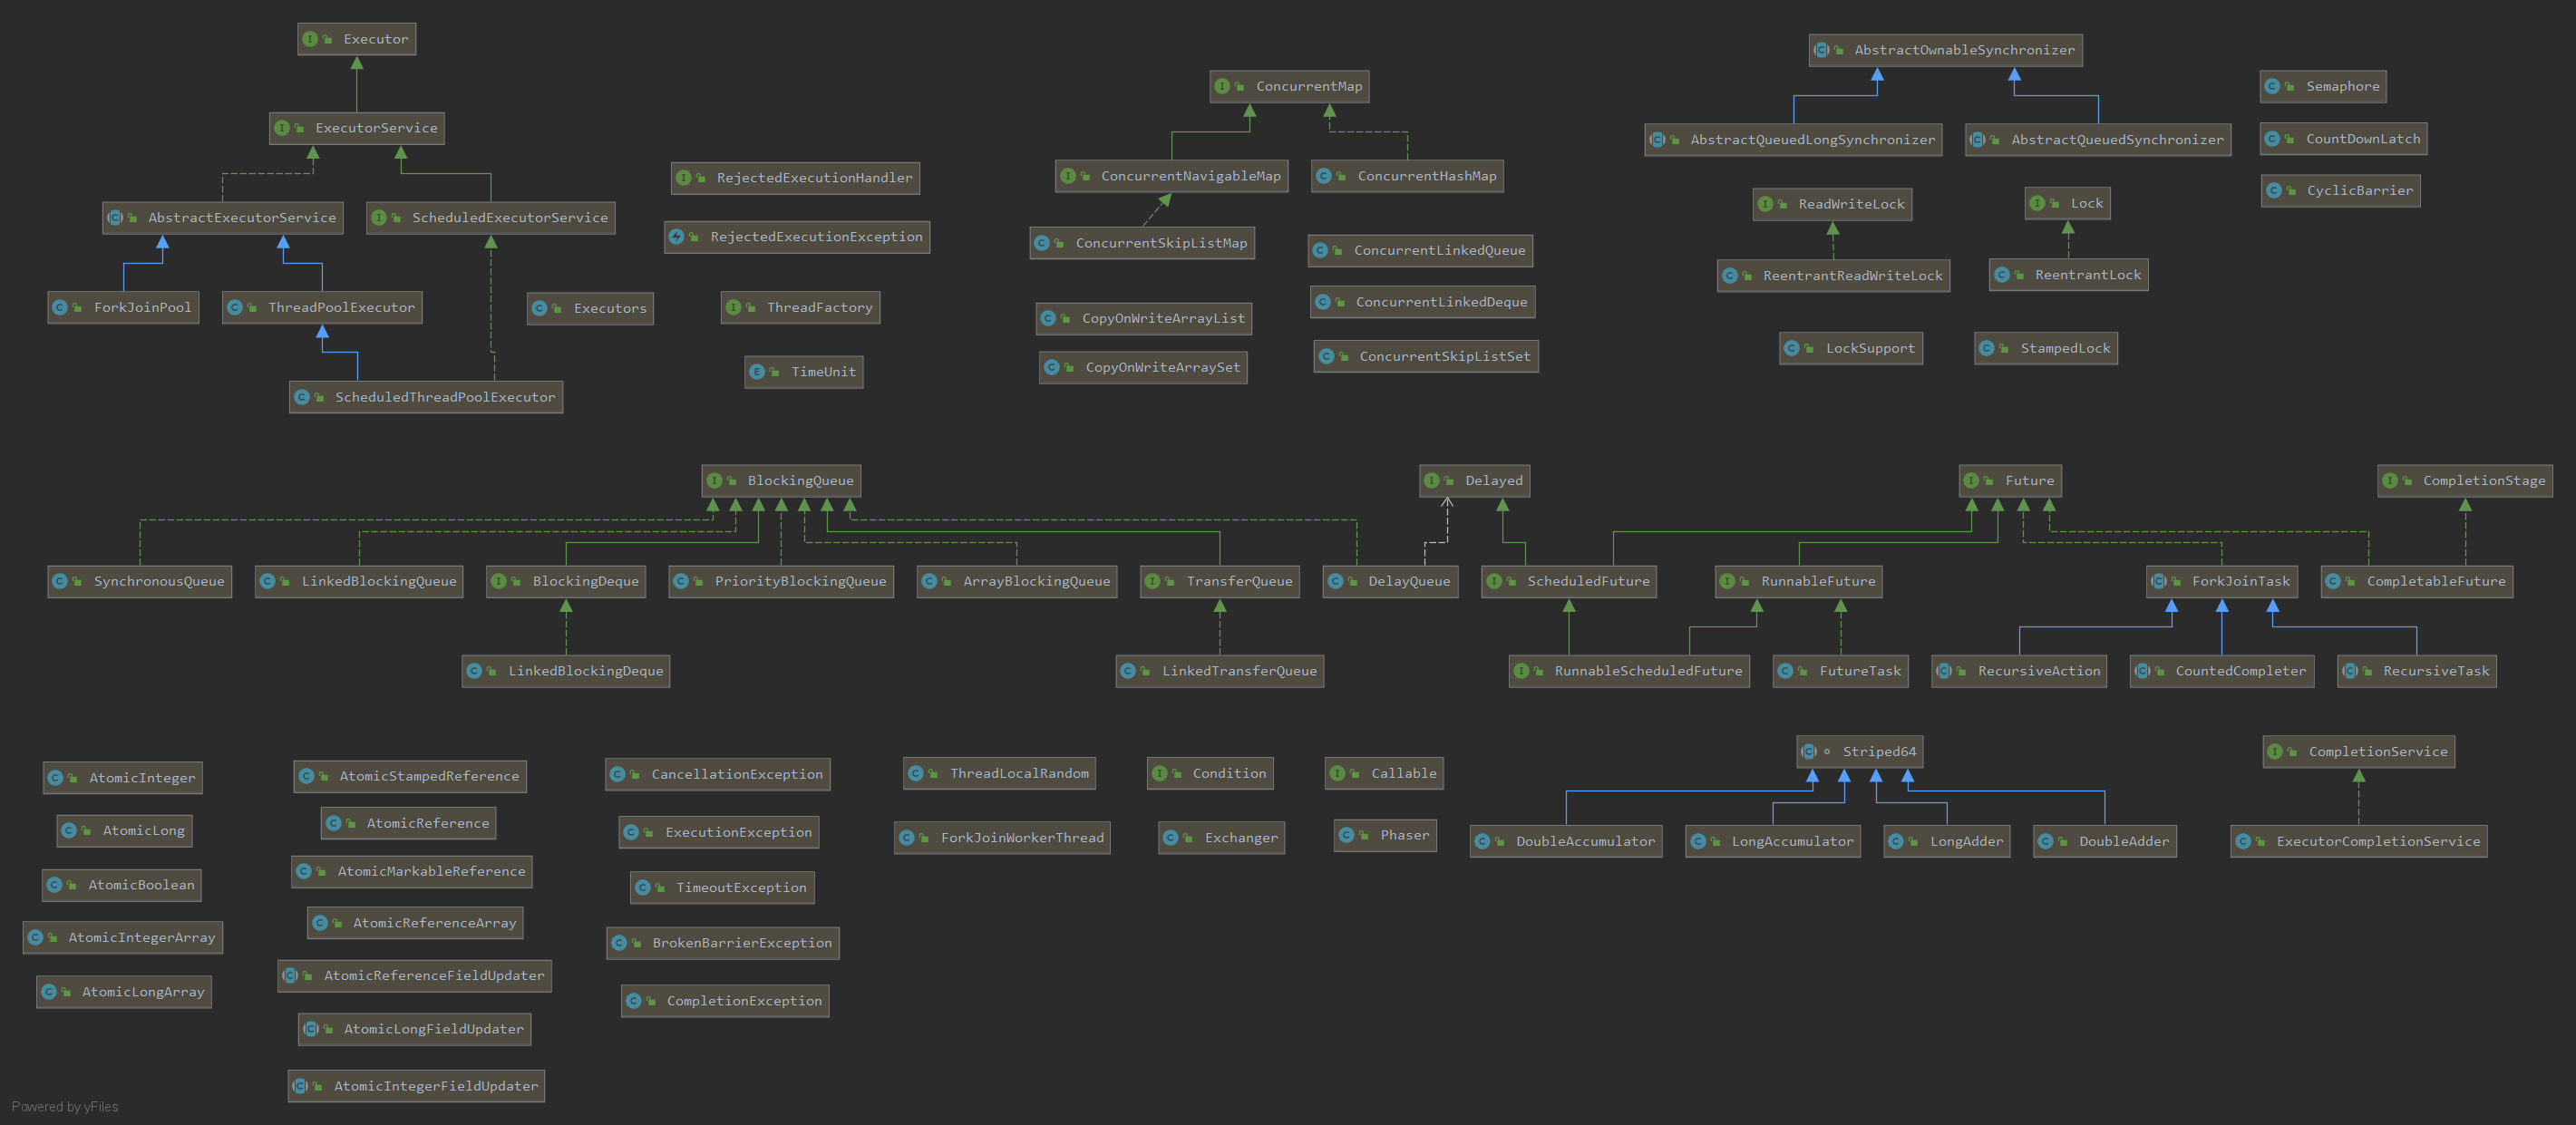 Executor
ExecutorService
AbstractExecutorService
ScheduledExecutorService
ForkJoinPool
ThreadPoolExecutor
Executors
ScheduledThreadPoolExecutor
RejectedExecutionHandler
RejectedExecutionException
ThreadFactory
TimeUnit
ConcurrentMap
ConcurrentNavigableMap
ConcurrentHashMap
ConcurrentSkipListMap
ConcurrentLinkedQueue
CopyOnWriteArrayList
ConcurrentLinkedDeque
CopyOnWriteArraySet
ConcurrentSkipListSet
AbstractOwnableSynchronizer
AbstractQueuedLongSynchronizer
AbstractQueuedSynchronizer
ReadWriteLock
Lock
ReentrantReadWriteLock
ReentrantLock
LockSupport
StampedLock
Semaphore
CountDownLatch
CyclicBarrier
BlockingQueue
Delayed
Future
CompletionStage
SynchronousQueue
LinkedBlockingQueue
BlockingDeque
PriorityBlockingQueue
ArrayBlockingQueue
TransferQueue
DelayQueue
ScheduledFuture
RunnableFuture
ForkJoinTask
CompletableFuture
LinkedBlockingDeque
LinkedTransferQueue
RunnableScheduledFuture
FutureTask
RecursiveAction
CountedCompleter
RecursiveTask
AtomicInteger
AtomicLong
AtomicBoolean
AtomicIntegerArray
AtomicLongArray
AtomicStampedReference
AtomicReference
AtomicMarkableReference
AtomicReferenceArray
AtomicReferenceFieldUpdater
AtomicLongFieldUpdater
AtomicIntegerFieldUpdater
CancellationException
ExecutionException
TimeoutException
BrokenBarrierException
CompletionException
ThreadLocalRandom
ForkJoinWorkerThread
Condition
Exchanger
Callable
Phaser
Striped64
DoubleAccumulator
LongAccumulator
LongAdder
DoubleAdder
CompletionService
ExecutorCompletionService
Powered by yFiles